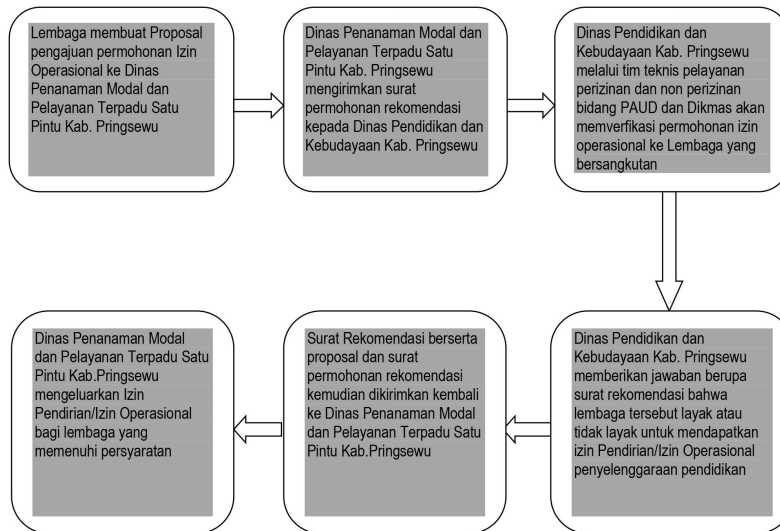 Lembaga membuat Proposal
pengajuan permohonan Izin
Operasional ke Dinas
Penanaman Modal dan
Pelayanan Terpadu Satu
Pintu Kab. Pringsewu
Dinas Penanaman Modal dan
Pelayanan Terpadu Satu
Pintu Kab. Pringsewu
mengirimkan surat
permohonan rekomendasi
kepada Dinas Pendidikan dan
Kebudayaan Kab. Pringsewu
Dinas Pendidikan dan
Kebudayaan Kab. Pringsewu
melalui tim teknis pelayanan
perizinan dan non perizinan
bidang PAUD dan Dikmas akan
memverfikasi permohonan izin
operasional ke Lembaga yang
bersangkutan
Dinas Pendidikan dan
Kebudayaan Kab. Pringsewu
memberikan jawaban berupa
surat rekomendasi bahwa
lembaga tersebut layak atau
tidak layak untuk mendapatkan
izin Pendirian/Izin Operasional
penyelenggaraan pendidikan
Surat Rekomendasi berserta
proposal dan surat
permohonan rekomendasi
kemudian dikirimkan kembali
ke Dinas Penanaman Modal
dan Pelayanan Terpadu Satu
Pintu Kab.Pringsewu
Dinas Penanaman Modal
dan Pelayanan Terpadu Satu
Pintu Kab.Pringsewu
mengeluarkan Izin
Pendirian/Izin Operasional
bagi lembaga yang
memenuhi persyaratan